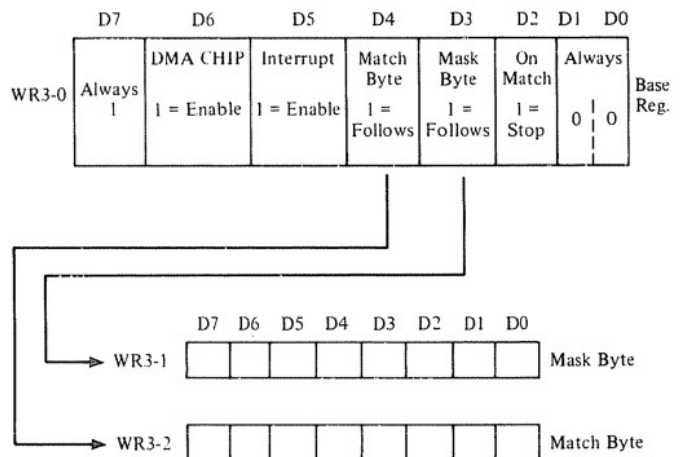 D7 D6 D5 D4 D3 D2 D1 D0
WR3-0
Always
1
DMA CHIP
1 = Enable
Interrupt
1 = Enable
Match
Byte
1 =
Follows
Mask
Byte
1 =
Follows
On
Match
1 =
Stop
Always
0 0
Base
Reg.
D7 D6 D5 D4 D3 D2 D1 D0
WR3-1
Mask Byte
WR3-2
Match Byte